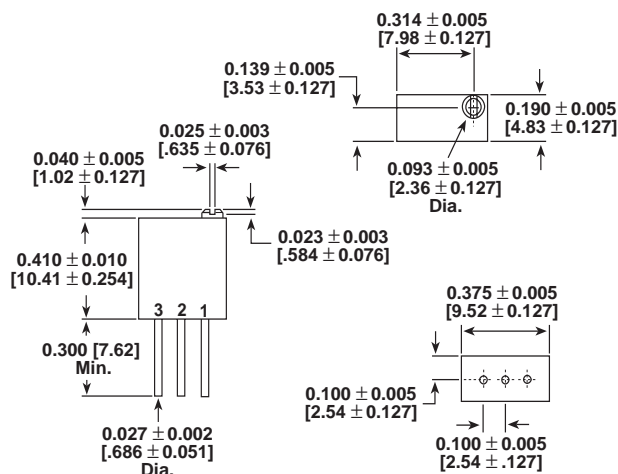 0.314 ± 0.005
[7.98 ± 0.127]
0.139 ± 0.005
[3.53 ± 0.127]
0.190 ± 0.005
[4.83 ± 0.127]
0.093 ± 0.005
[2.36 ± 0.127]
Dia.
0.025 ± 0.003
[.635 ± 0.076]
0.040 ± 0.005
[1.02 ± 0.127]
0.023 ± 0.003
[.584 ± 0.076]
0.410 ± 0.010
[10.41 ± 0.254]
3 2 1
0.300 [7.62]
Min.
0.027 ± 0.002
[.686 ± 0.051]
Dia.
0.375 ± 0.005
[9.52 ± 0.127]
0.100 ± 0.005
[2.54 ± 0.127]
0.100 ± 0.005
[2.54 ± .127]